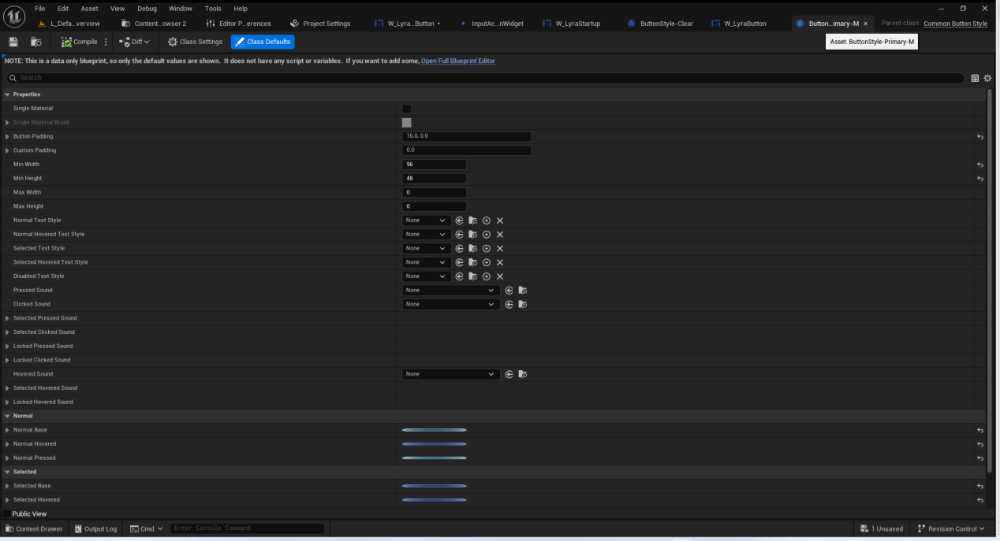 File Edit Asset View Debug Window Tools Help
L_Defa...verview Content...owser 2 Editor P...erences Project Settings W_Lyra...Button • InputAc...nWidget W_LyraStartup ButtonStyle-Clear W_LyraButton Button...imary-M Parent class: Common Button Style
Compile Diff Class Settings Class Defaults Asset: ButtonStyle-Primary-M
NOTE: This is a data only blueprint, so only the default values are shown. It does not have any script or variables. If you want to add some, Open Full Blueprint Editor
Search
Properties
Single Material
Single Material Brush
Button Padding 16.0, 0.0
Custom Padding 0.0
Min Width 96
Min Height 48
Max Width 0
Max Height 0
Normal Text Style None
Normal Hovered Text Style None
Selected Text Style None
Selected Hovered Text Style None
Disabled Text Style None
Pressed Sound None
Clicked Sound None
Selected Pressed Sound
Selected Clicked Sound
Locked Pressed Sound
Locked Clicked Sound
Hovered Sound None
Selected Hovered Sound
Locked Hovered Sound
Normal
Normal Base
Normal Hovered
Normal Pressed
Selected
Selected Base
Selected Hovered
Public View
Content Drawer Output Log Cmd Enter Console Command 1 Unsaved Revision Control